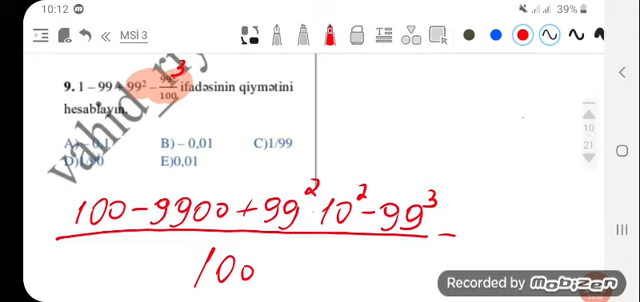 10:12 39%
MSİ 3
9. 1 – 99 + 99² – 99³/100 ifadəsinin qiymətini
hesablayın.
A) – 0,1 B) – 0,01 C)1/99
D)1/90 E)0,01
vahid
100 - 9900 + 99² · 10² - 99³
100
10
21
Recorded by Mobizen